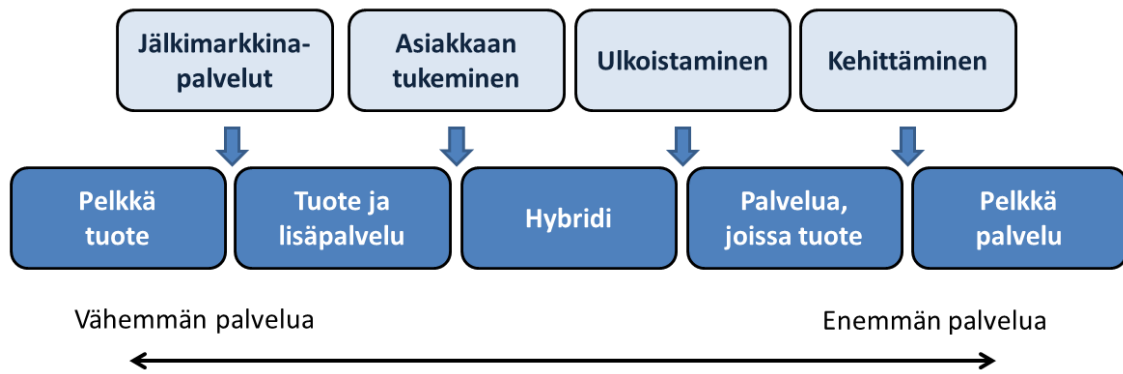 Jälkimarkkina-
palvelut
Asiakkaan
tukeminen
Ulkoistaminen
Kehittäminen
Pelkkä
tuote
Tuote ja
lisäpalvelu
Hybridi
Palvelua,
joissa tuote
Pelkkä
palvelu
Vähemmän palvelua
Enemmän palvelua